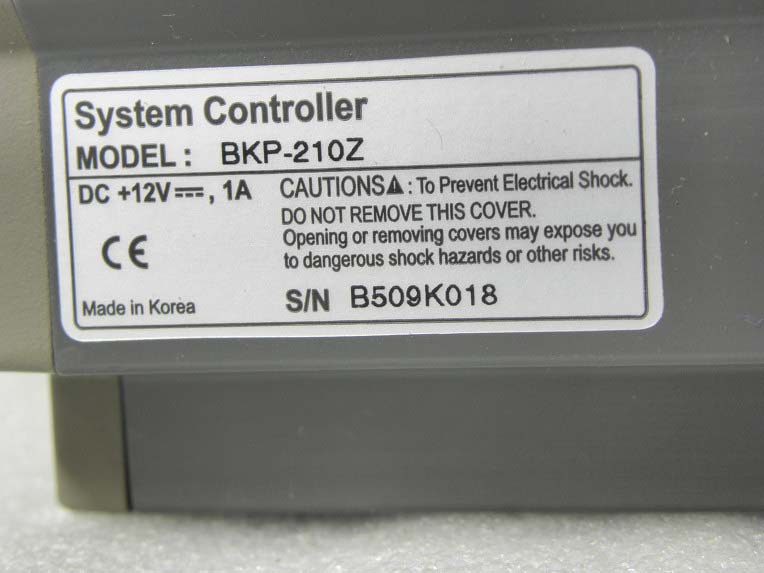 System Controller
MODEL : BKP-210Z
DC +12V⎓, 1A
CE
Made in Korea
CAUTIONS⚠ : To Prevent Electrical Shock.
DO NOT REMOVE THIS COVER.
Opening or removing covers may expose you
to dangerous shock hazards or other risks.
S/N B509K018